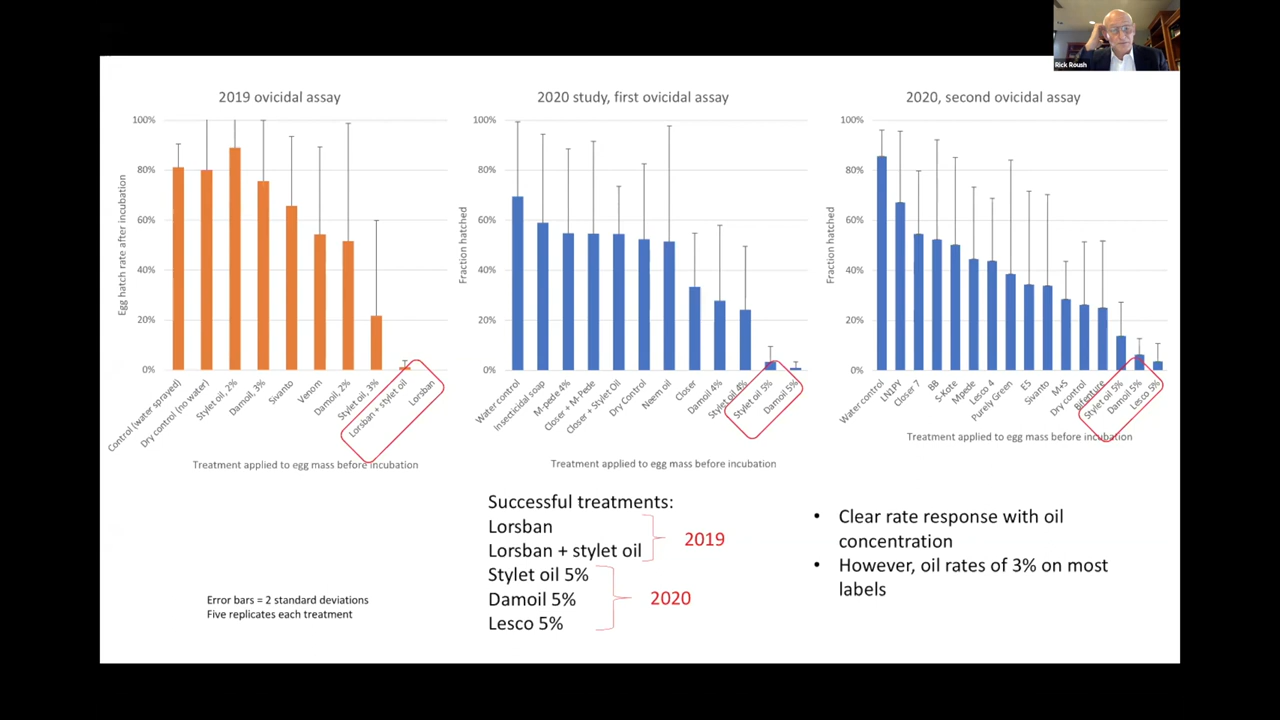 Rick Roush
2019 ovicidal assay
100%
80%
60%
40%
20%
0%
Egg hatch rate after incubation
Control (water sprayed)
Dry control (no water)
Stylet oil, 2%
Damoil, 3%
Sivanto
Venom
Damoil, 2%
Stylet oil, 3%
Lorsban + stylet oil
Lorsban
Treatment applied to egg mass before incubation
2020 study, first ovicidal assay
100%
80%
60%
40%
20%
0%
Fraction hatched
Water control
Insecticidal soap
M-pede 4%
Closer + M-Pede
Closer + Stylet Oil
Dry Control
Neem oil
Closer
Damoil 4%
Stylet oil 4%
Stylet oil 5%
Damoil 5%
Treatment applied to egg mass before incubation
2020, second ovicidal assay
100%
80%
60%
40%
20%
0%
Fraction hatched
Water control
LN1PY
Closer 7
BB
S-Kote
Mpede
Lesco 4
Purely Green
ES
Sivanto
M+S
Dry control
Bifenture
Stylet oil 5%
Damoil 5%
Lesco 5%
Treatment applied to egg mass before incubation
Error bars = 2 standard deviations
Five replicates each treatment
Successful treatments:
Lorsban
Lorsban + stylet oil
2019
Stylet oil 5%
Damoil 5%
Lesco 5%
2020
• Clear rate response with oil
concentration
• However, oil rates of 3% on most
labels